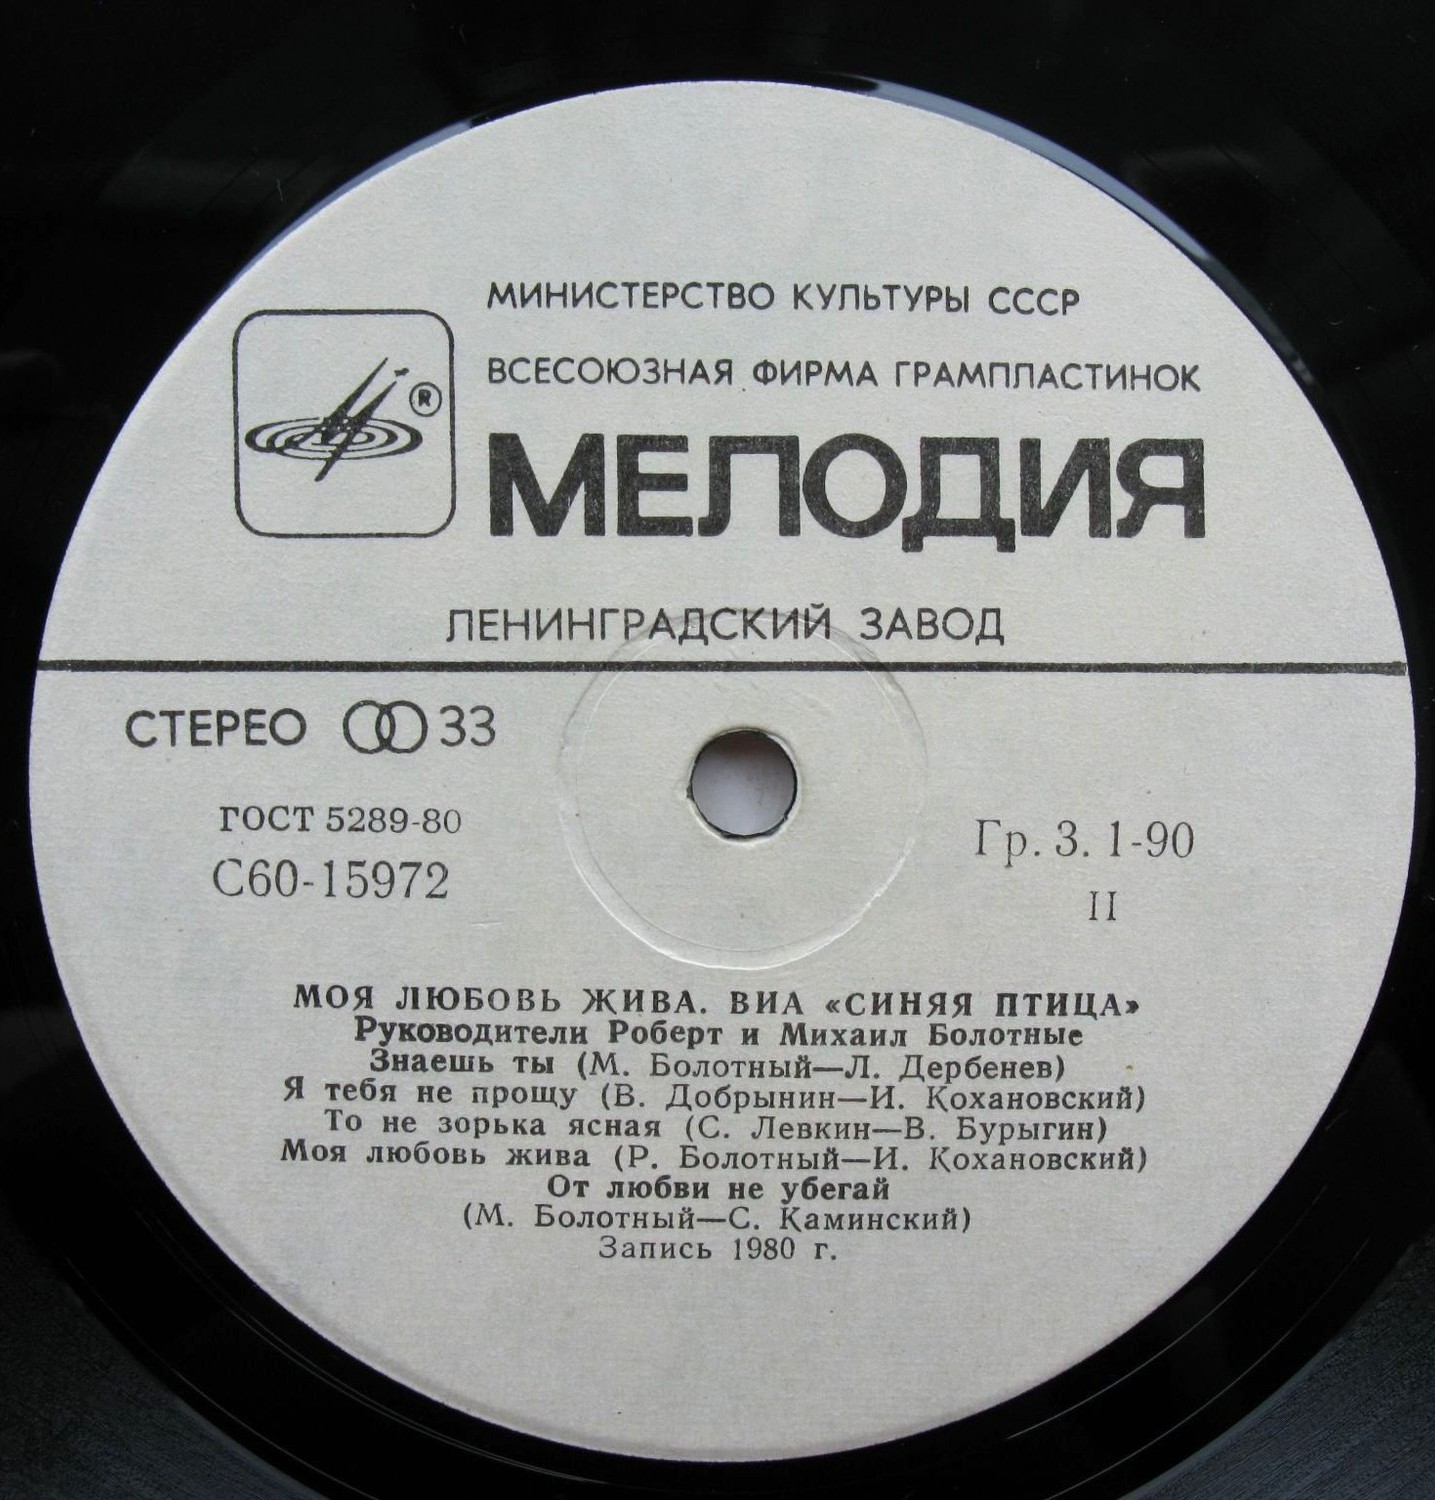 МИНИСТЕРСТВО КУЛЬТУРЫ СССР
ВСЕСОЮЗНАЯ ФИРМА ГРАМПЛАСТИНОК
®
МЕЛОДИЯ
ЛЕНИНГРАДСКИЙ ЗАВОД
СТЕРЕО 33
ГОСТ 5289-80
С60-15972
Гр. 3. 1-90
II
МОЯ ЛЮБОВЬ ЖИВА. ВИА «СИНЯЯ ПТИЦА»
Руководители Роберт и Михаил Болотные
Знаешь ты (М. Болотный—Л. Дербенев)
Я тебя не прощу (В. Добрынин—И. Кохановский)
То не зорька ясная (С. Левкин—В. Бурыгин)
Моя любовь жива (Р. Болотный—И. Кохановский)
От любви не убегай
(М. Болотный—С. Каминский)
Запись 1980 г.